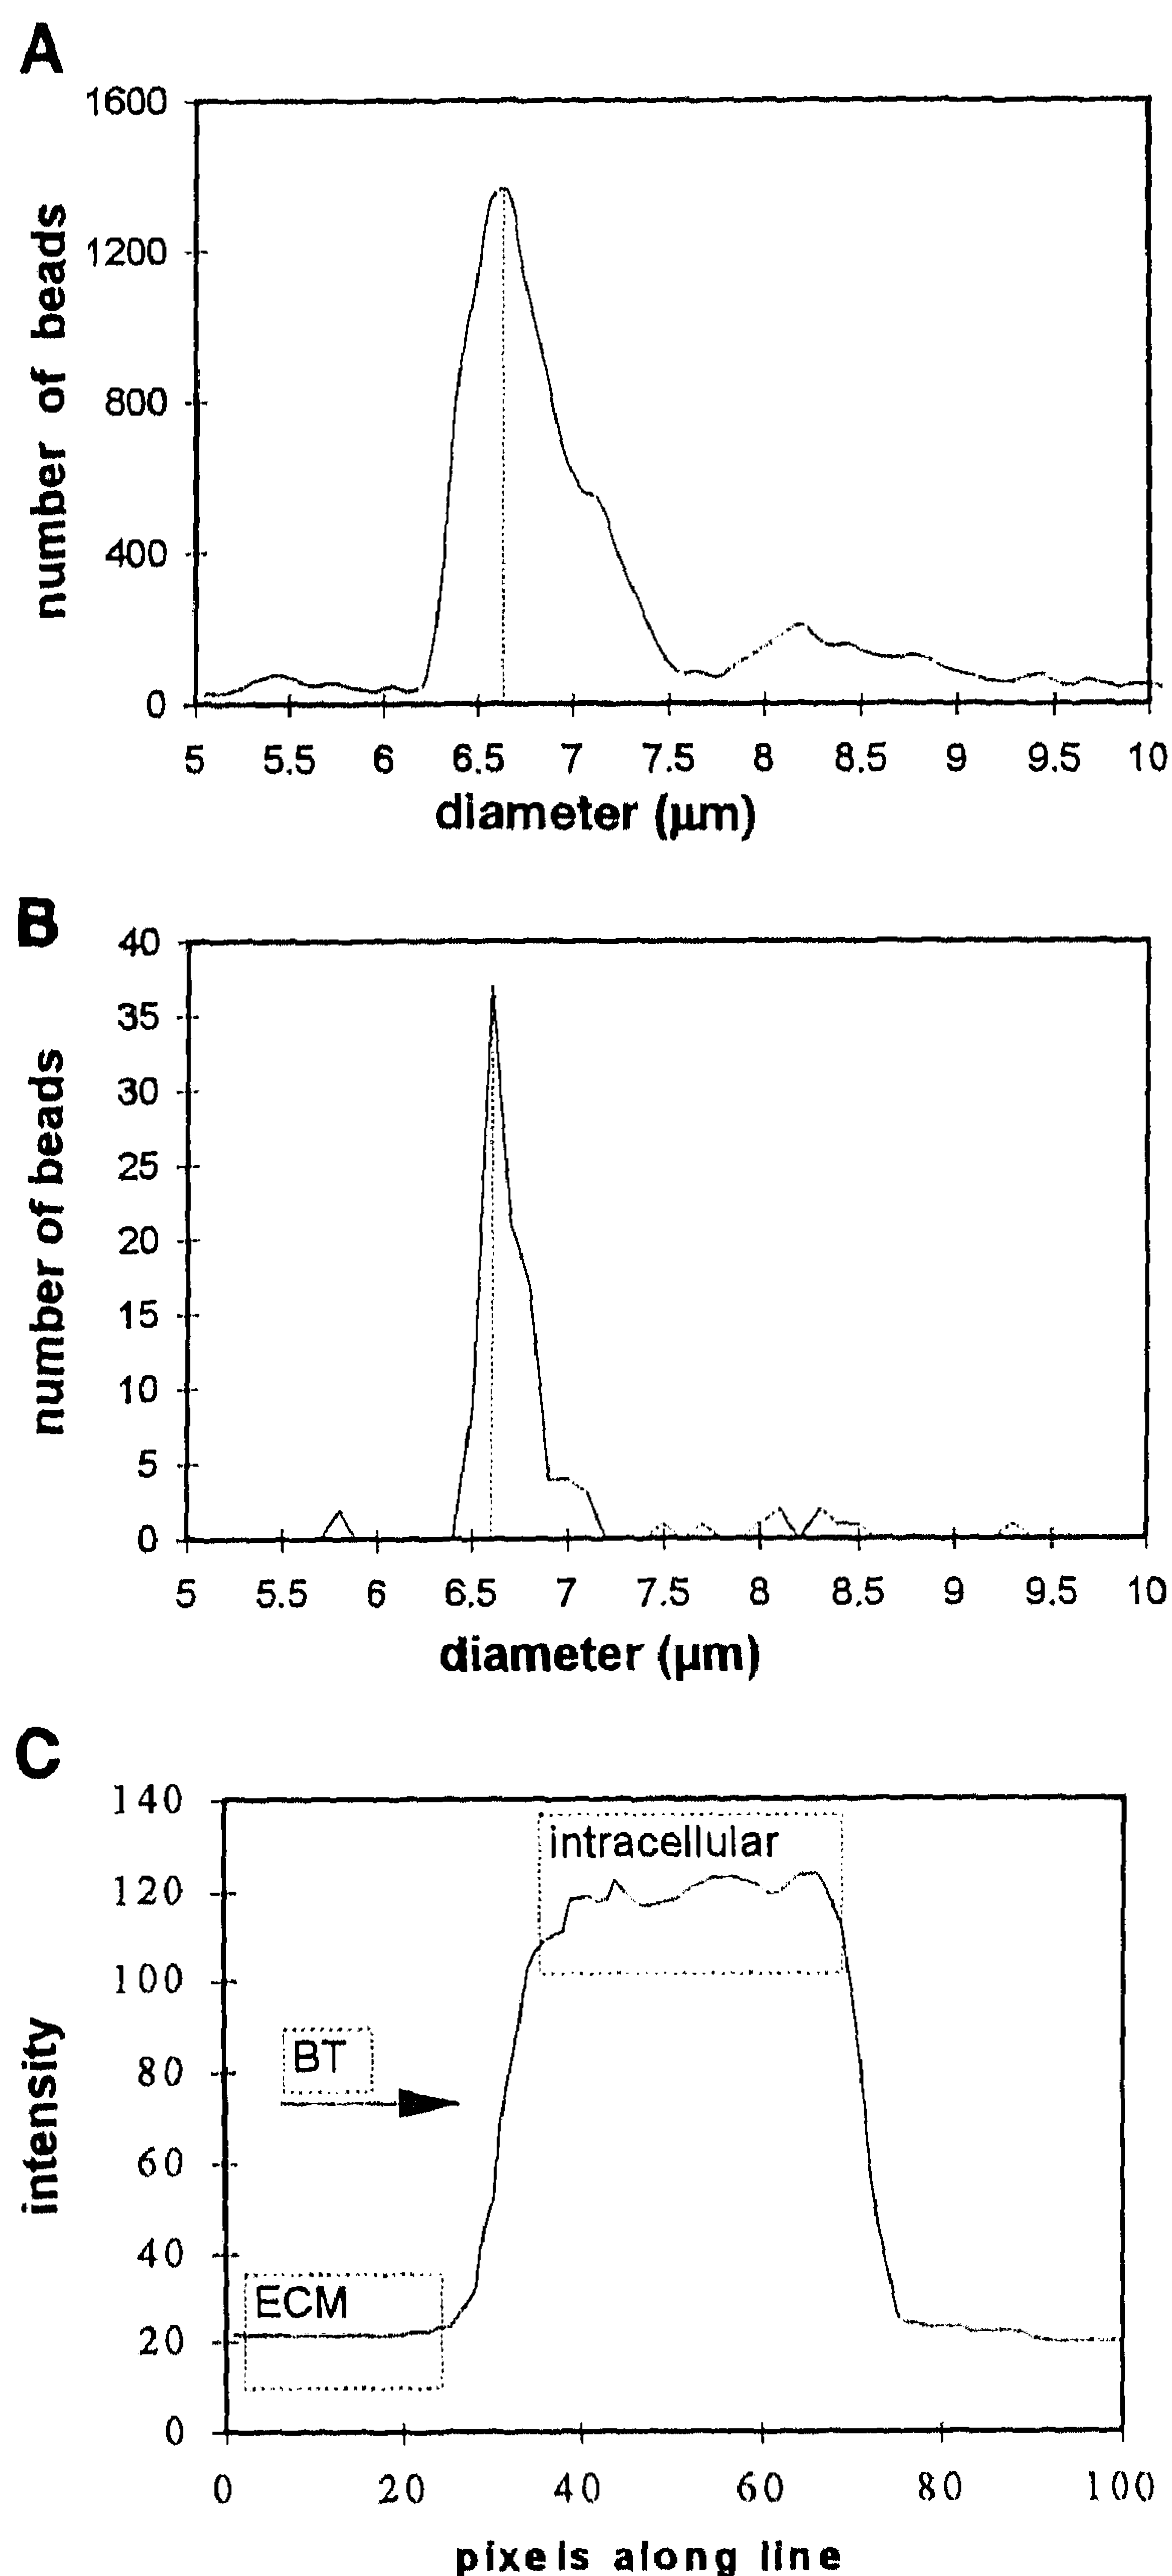 A
1600
1200
800
400
0
number of beads
5 5.5 6 6.5 7 7.5 8 8.5 9 9.5 10
diameter (μm)
B
40
35
30
25
20
15
10
5
0
number of beads
5 5.5 6 6.5 7 7.5 8 8.5 9 9.5 10
diameter (μm)
C
140
120
100
80
60
40
20
0
intensity
intracellular
BT
ECM
0 20 40 60 80 100
pixels along line